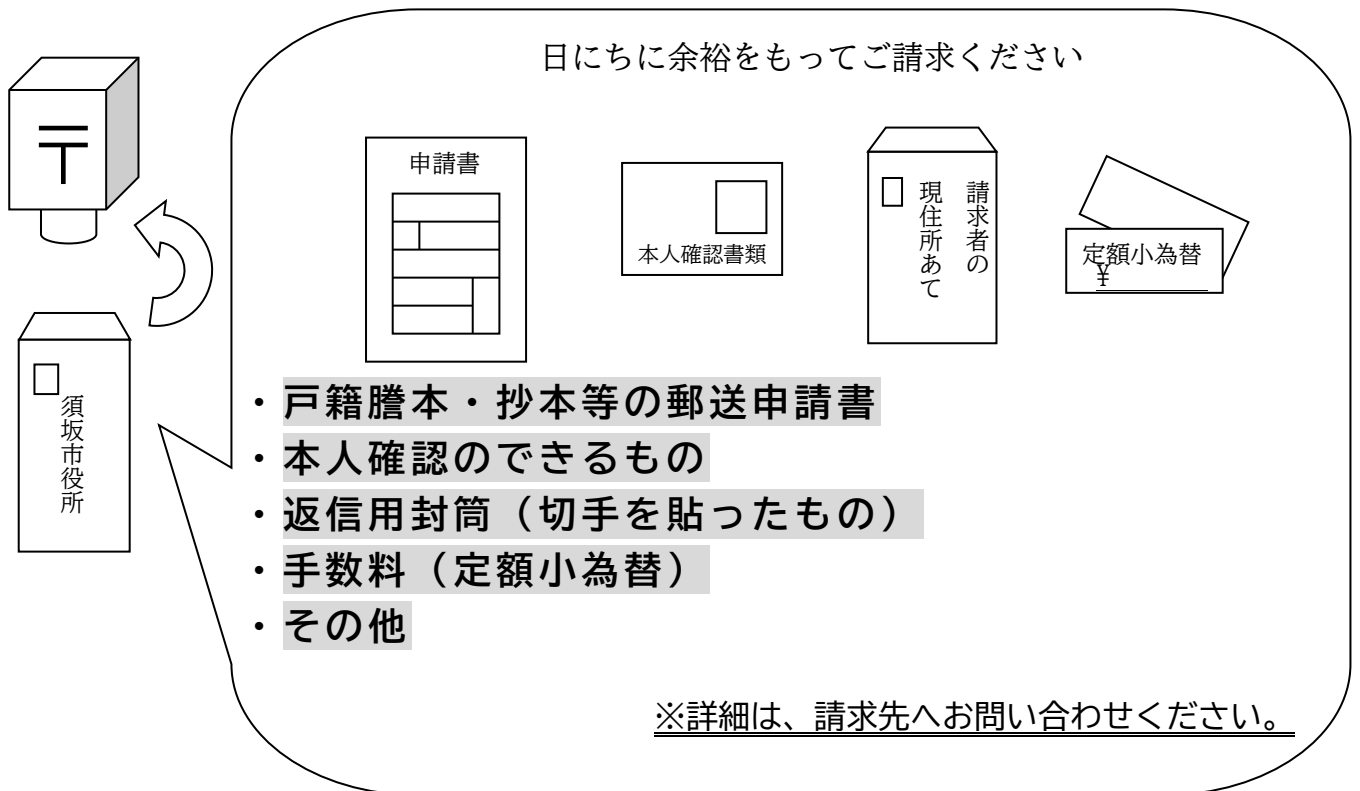 日にちに余裕をもってご請求ください
〒
申請書
本人確認書類
請求者の
現住所あて
定額小為替
¥
須坂市役所
・戸籍謄本・抄本等の郵送申請書
・本人確認のできるもの
・返信用封筒（切手を貼ったもの）
・手数料（定額小為替）
・その他
※詳細は、請求先へお問い合わせください。